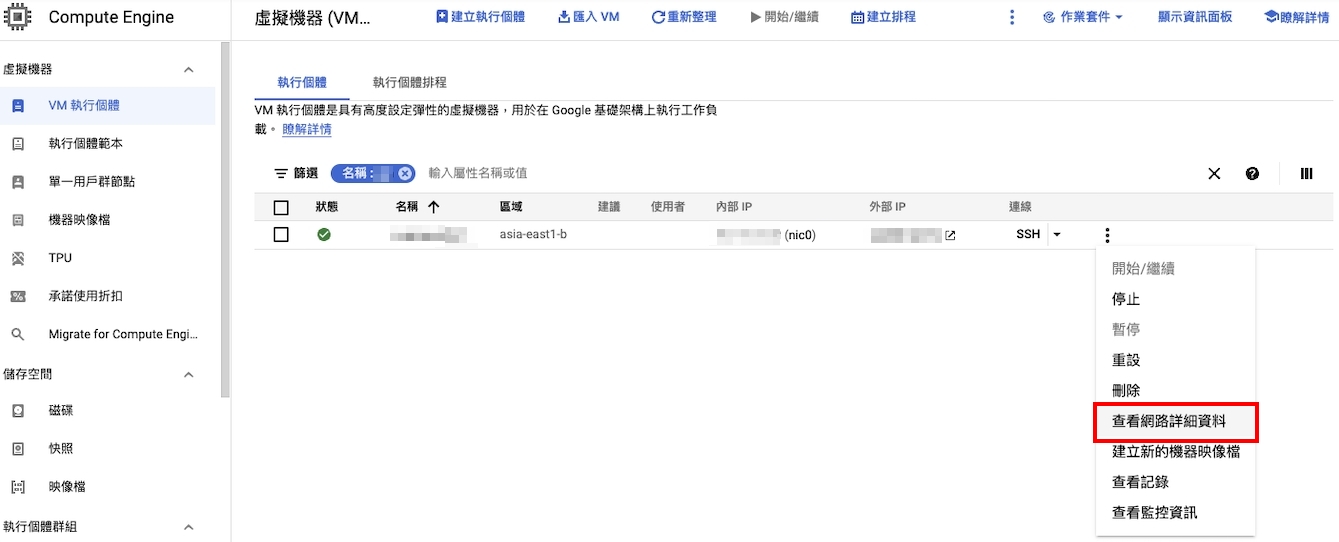 Compute Engine
虛擬機器 (VM...
建立執行個體
匯入 VM
重新整理
開始/繼續
建立排程
作業套件
顯示資訊面板
瞭解詳情
虛擬機器
VM 執行個體
執行個體範本
單一用戶群節點
機器映像檔
TPU
承諾使用折扣
Migrate for Compute Engi...
儲存空間
磁碟
快照
映像檔
執行個體群組
執行個體
執行個體排程
VM 執行個體是具有高度設定彈性的虛擬機器，用於在 Google 基礎架構上執行工作負
載。 瞭解詳情
篩選
名稱 :
輸入屬性名稱或值
狀態
名稱
區域
建議
使用者
內部 IP
外部 IP
連線
asia-east1-b
(nic0)
SSH
開始/繼續
停止
暫停
重設
刪除
查看網路詳細資料
建立新的機器映像檔
查看記錄
查看監控資訊